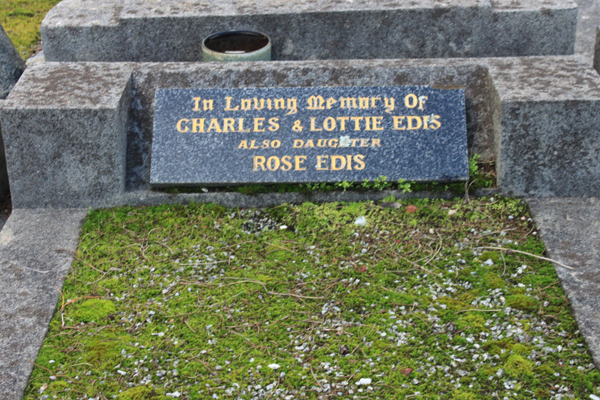 In Loving Memory Of
CHARLES & LOTTIE EDIS
ALSO DAUGHTER
ROSE EDIS